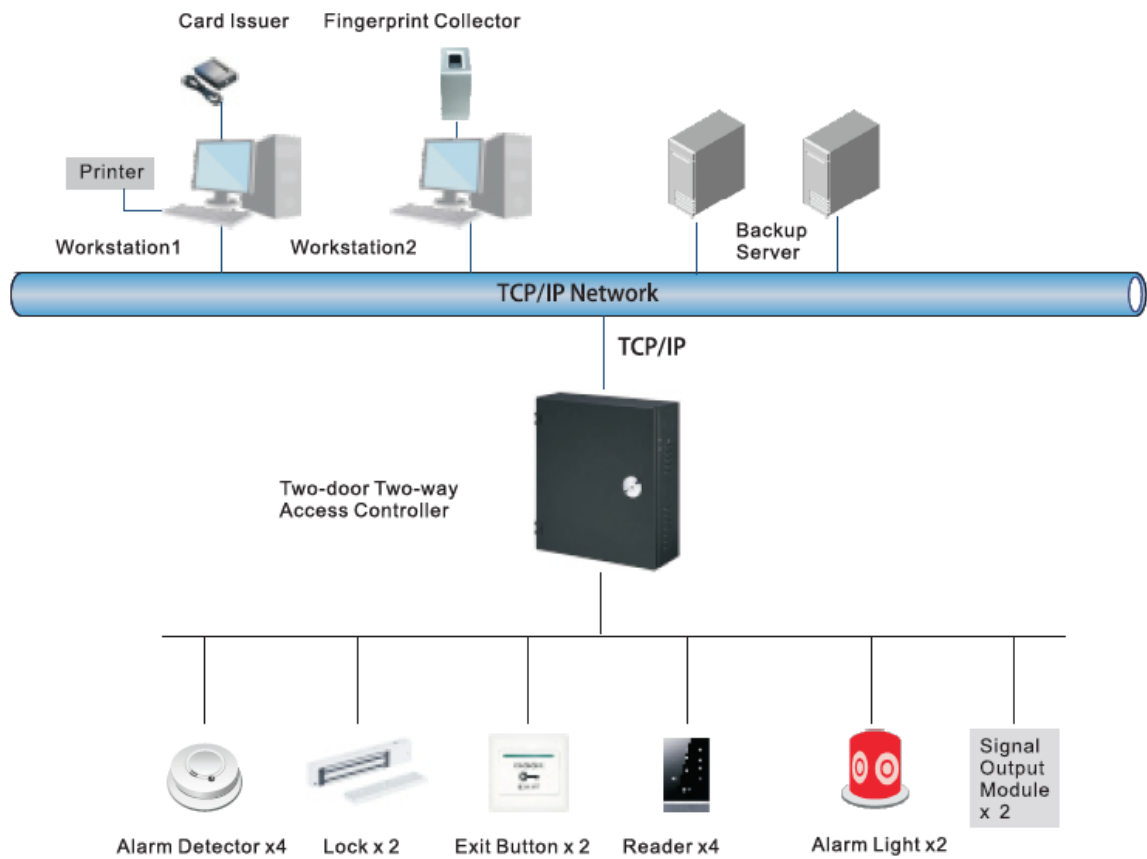 Card Issuer
Fingerprint Collector
Printer
Workstation1
Workstation2
Backup
Server
TCP/IP Network
TCP/IP
Two-door Two-way
Access Controller
Signal
Output
Module
x 2
Alarm Detector x4
Lock x 2
Exit Button x 2
Reader x4
Alarm Light x2